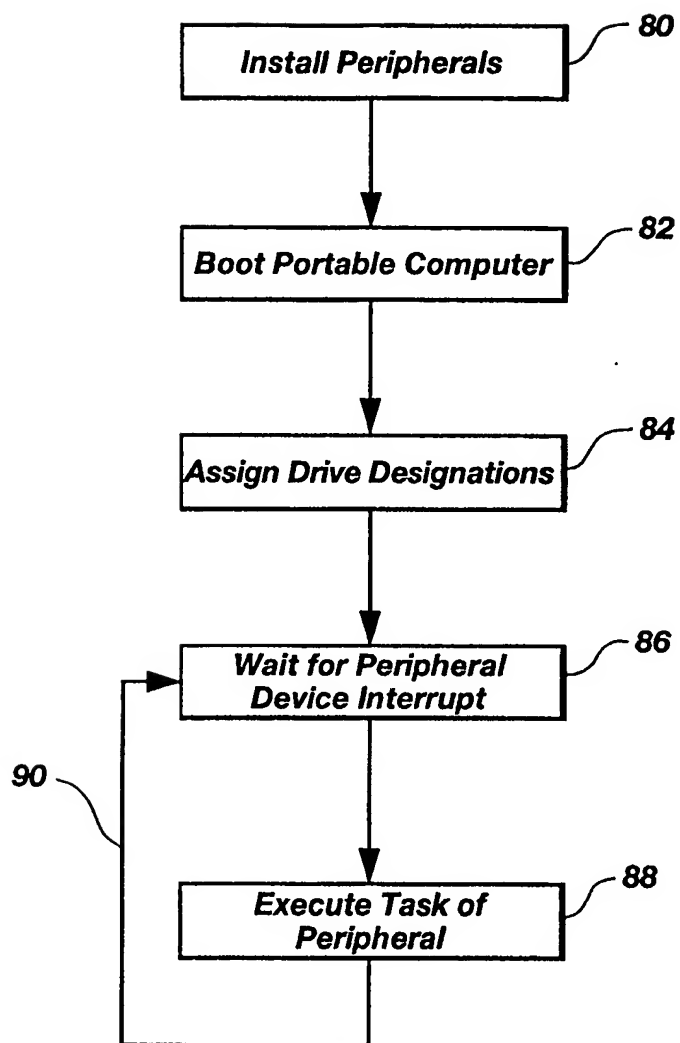 80
Install Peripherals
82
Boot Portable Computer
84
Assign Drive Designations
86
Wait for Peripheral
Device Interrupt
90
88
Execute Task of
Peripheral